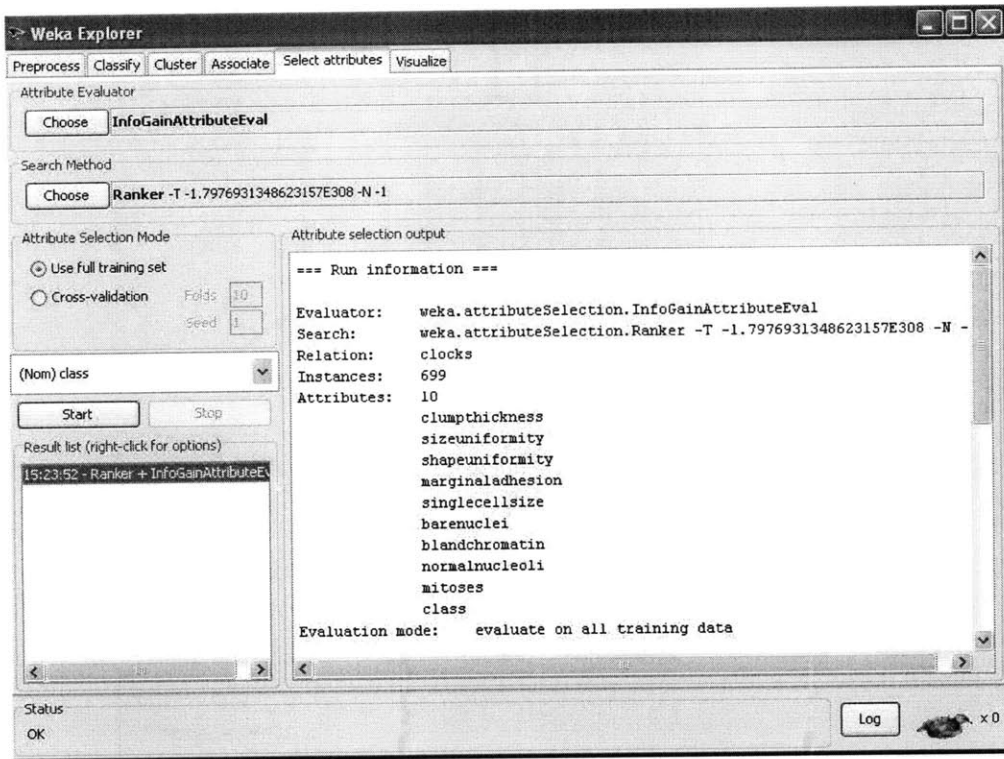 Weka Explorer
Preprocess Classify Cluster Associate Select attributes Visualize
Attribute Evaluator
Choose InfoGainAttributeEval
Search Method
Choose Ranker -T -1.7976931348623157E308 -N -1
Attribute Selection Mode
Use full training set
Cross-validation Folds 10
Seed 1
(Nom) class
Start Stop
Result list (right-click for options)
15:23:52 - Ranker + InfoGainAttributeEv
Attribute selection output
=== Run information ===
Evaluator: weka.attributeSelection.InfoGainAttributeEval
Search: weka.attributeSelection.Ranker -T -1.7976931348623157E308 -N -
Relation: clocks
Instances: 699
Attributes: 10
clumpthickness
sizeuniformity
shapeuniformity
marginaladhesion
singlecellsize
barenuclei
blandchromatin
normalnucleoli
mitoses
class
Evaluation mode: evaluate on all training data
Status
OK
Log x 0